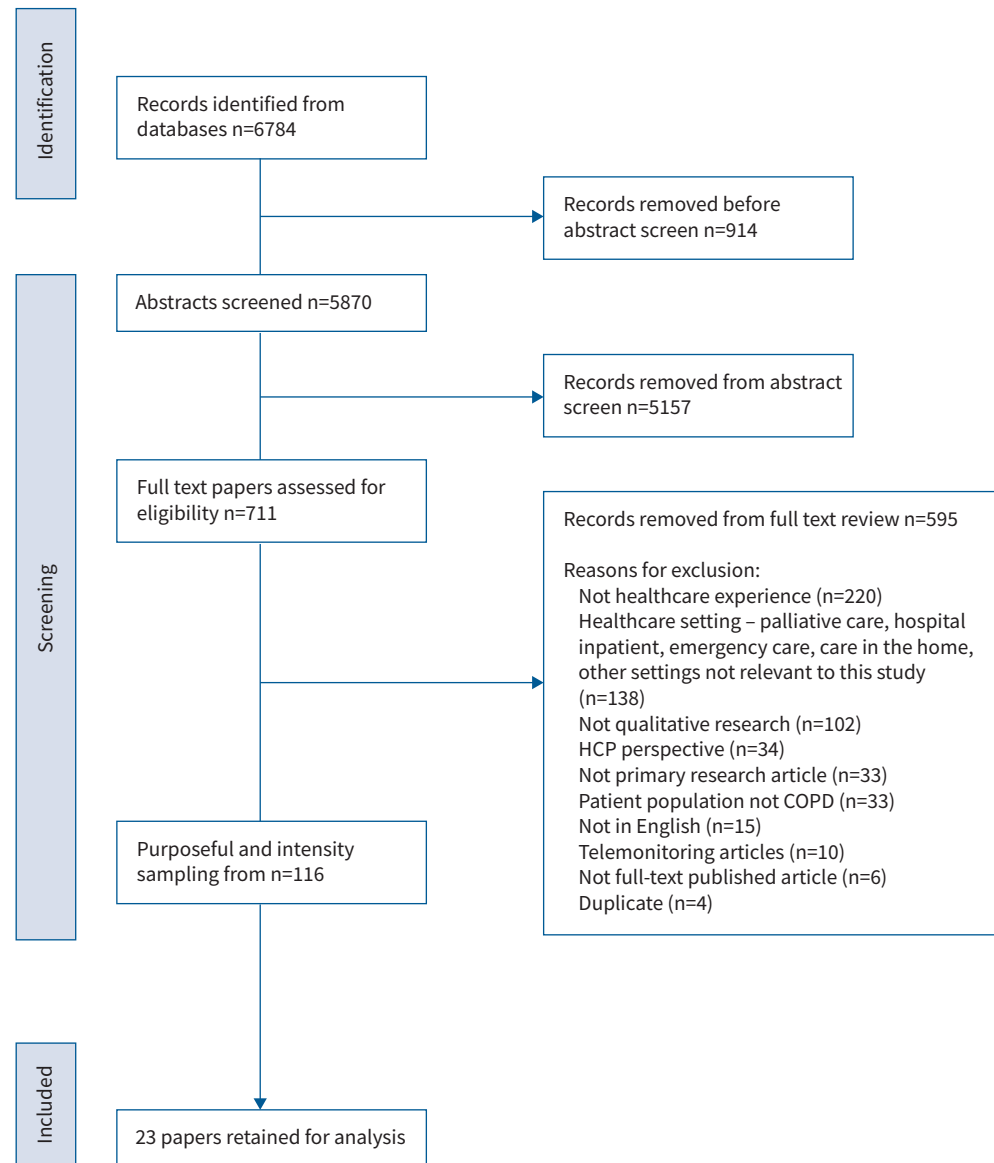 Identification
Records identified from
databases n=6784
Records removed before
abstract screen n=914
Screening
Abstracts screened n=5870
Records removed from abstract
screen n=5157
Full text papers assessed for
eligibility n=711
Records removed from full text review n=595
Reasons for exclusion:
Not healthcare experience (n=220)
Healthcare setting – palliative care, hospital
inpatient, emergency care, care in the home,
other settings not relevant to this study
(n=138)
Not qualitative research (n=102)
HCP perspective (n=34)
Not primary research article (n=33)
Patient population not COPD (n=33)
Not in English (n=15)
Telemonitoring articles (n=10)
Not full-text published article (n=6)
Duplicate (n=4)
Purposeful and intensity
sampling from n=116
Included
23 papers retained for analysis